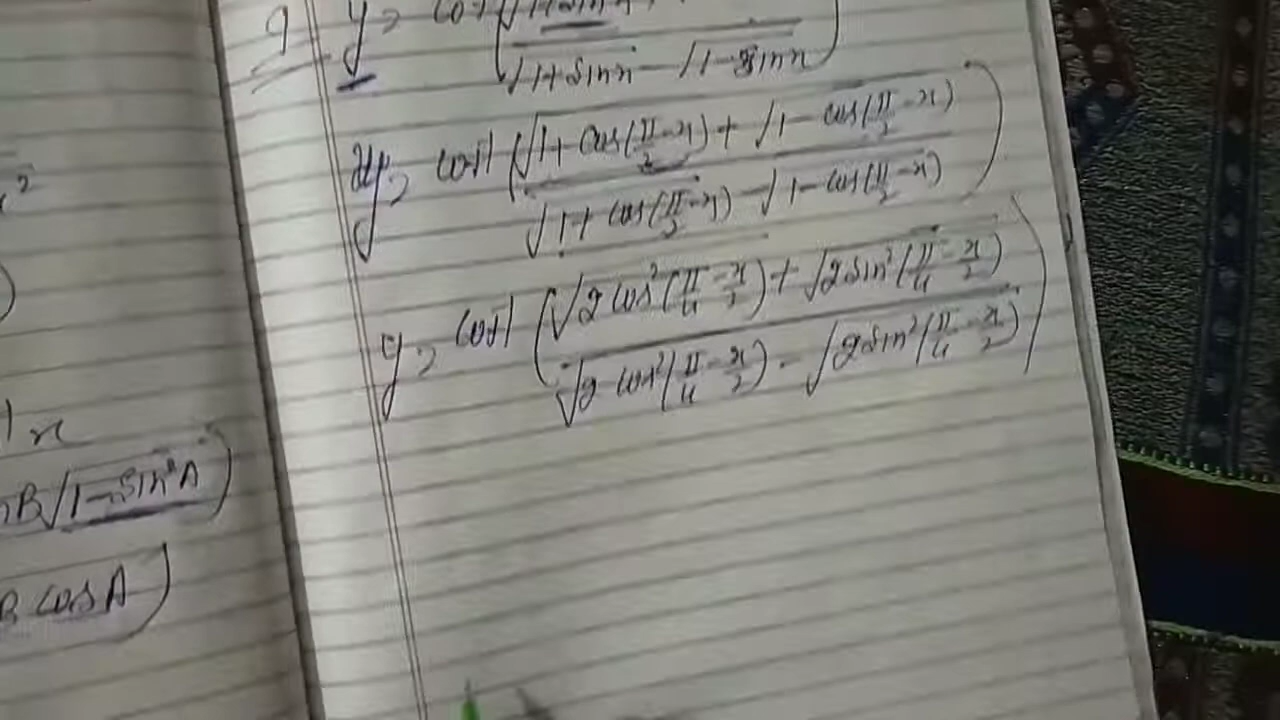 9 y = cot⁻¹(√1+sinx
√1+sinx - √1-sinx)
y = cot⁻¹(√1+cos(π/2-x) + √1-cos(π/2-x)
√1+cos(π/2-x) - √1-cos(π/2-x))
y = cot⁻¹(√2cos²(π/4-x/2) + √2sin²(π/4-x/2)
√2cos²(π/4-x/2) - √2sin²(π/4-x/2))
2
)
x
B√1-Sin²A)
cosA)